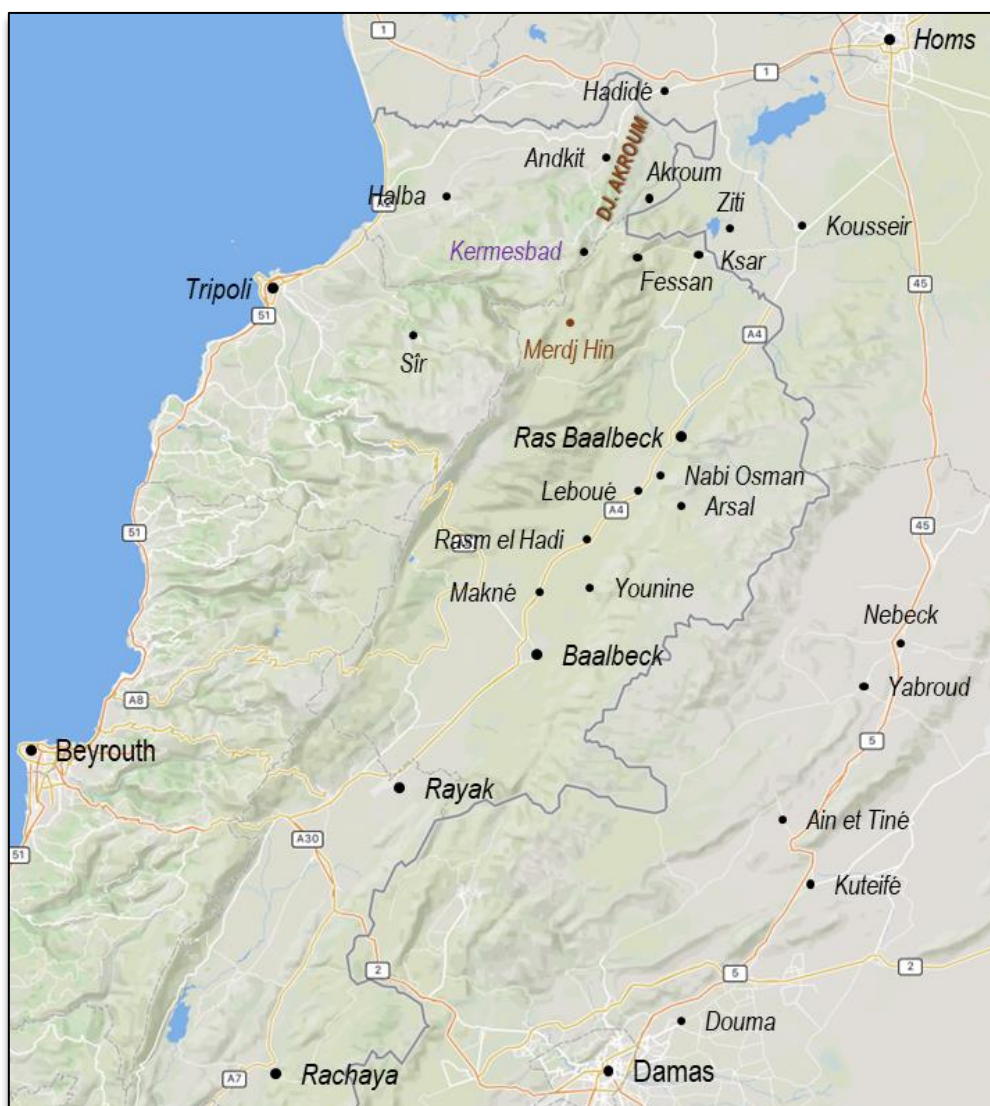 1
Homs
Hadidé
1
Andkit
DJ. AKROUM
Akroum
Halba
A2
Ziti
Kousseir
Kermesbad
Fessan
Ksar
Tripoli
45
51
A4
Merdj Hin
Sîr
Ras Baalbeck
Nabi Osman
Leboué
Arsal
A4
45
51
Rasm el Hadi
Makné
Younine
Nebeck
Baalbeck
Yabroud
A8
5
Beyrouth
Rayak
Ain et Tiné
A30
51
Kuteifé
2
5
2
Douma
A7
Rachaya
Damas